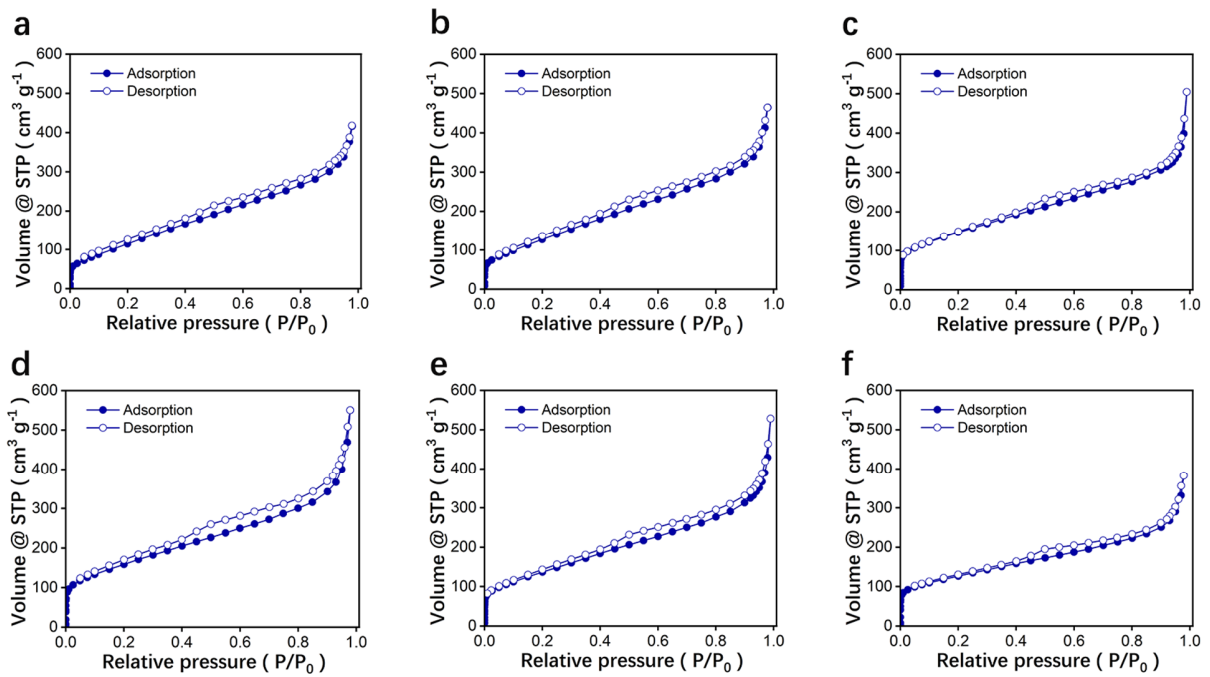 a
600
500
400
300
200
100
0
Volume @ STP ( cm³ g⁻¹ )
Adsorption
Desorption
0.0 0.2 0.4 0.6 0.8 1.0
Relative pressure ( P/P₀ )
b
600
500
400
300
200
100
0
Volume @ STP ( cm³ g⁻¹ )
Adsorption
Desorption
0.0 0.2 0.4 0.6 0.8 1.0
Relative pressure ( P/P₀ )
c
600
500
400
300
200
100
0
Volume @ STP ( cm³ g⁻¹ )
Adsorption
Desorption
0.0 0.2 0.4 0.6 0.8 1.0
Relative pressure ( P/P₀ )
d
600
500
400
300
200
100
0
Volume @ STP ( cm³ g⁻¹ )
Adsorption
Desorption
0.0 0.2 0.4 0.6 0.8 1.0
Relative pressure ( P/P₀ )
e
600
500
400
300
200
100
0
Volume @ STP ( cm³ g⁻¹ )
Adsorption
Desorption
0.0 0.2 0.4 0.6 0.8 1.0
Relative pressure ( P/P₀ )
f
600
500
400
300
200
100
0
Volume @ STP ( cm³ g⁻¹ )
Adsorption
Desorption
0.0 0.2 0.4 0.6 0.8 1.0
Relative pressure ( P/P₀ )